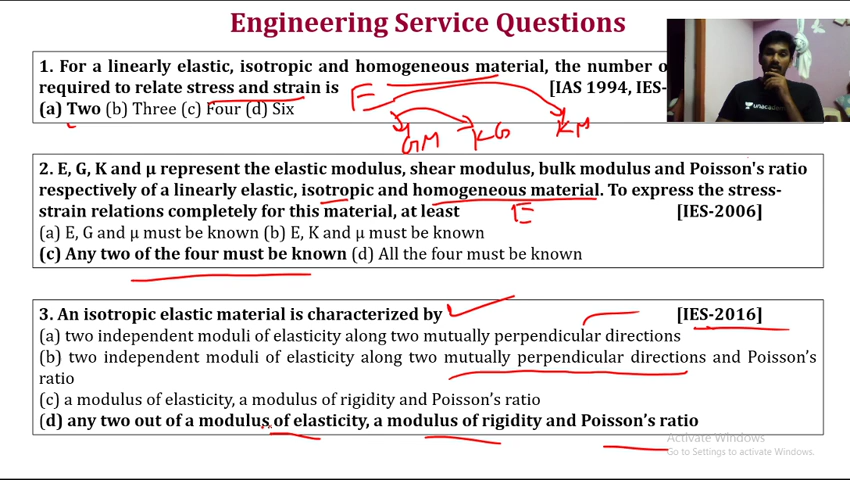 Engineering Service Questions
1. For a linearly elastic, isotropic and homogeneous material, the number o
required to relate stress and strain is [IAS 1994, IES-
(a) Two (b) Three (c) Four (d) Six
E
GM KG KM
2. E, G, K and μ represent the elastic modulus, shear modulus, bulk modulus and Poisson's ratio
respectively of a linearly elastic, isotropic and homogeneous material. To express the stress-
strain relations completely for this material, at least [IES-2006]
E
(a) E, G and μ must be known (b) E, K and μ must be known
(c) Any two of the four must be known (d) All the four must be known
3. An isotropic elastic material is characterized by [IES-2016]
(a) two independent moduli of elasticity along two mutually perpendicular directions
(b) two independent moduli of elasticity along two mutually perpendicular directions and Poisson's
ratio
(c) a modulus of elasticity, a modulus of rigidity and Poisson's ratio
(d) any two out of a modulus of elasticity, a modulus of rigidity and Poisson's ratio
Activate Windows
Go to Settings to activate Windows.